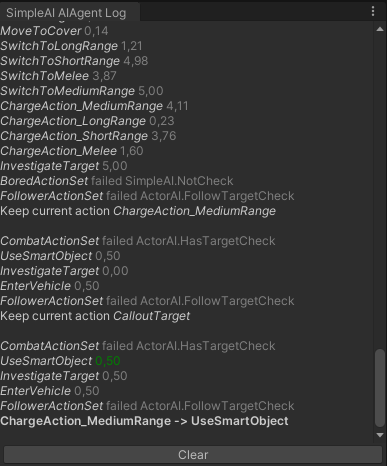 SimpleAI AIAgent Log
MoveToCover 0,14
SwitchToLongRange 1,21
SwitchToShortRange 4,98
SwitchToMelee 3,87
SwitchToMediumRange 5,00
ChargeAction_MediumRange 4,11
ChargeAction_LongRange 0,23
ChargeAction_ShortRange 3,76
ChargeAction_Melee 1,60
InvestigateTarget 5,00
BoredActionSet failed SimpleAI.NotCheck
FollowerActionSet failed ActorAI.FollowTargetCheck
Keep current action ChargeAction_MediumRange
CombatActionSet failed ActorAI.HasTargetCheck
UseSmartObject 0,50
InvestigateTarget 0,00
EnterVehicle 0,50
FollowerActionSet failed ActorAI.FollowTargetCheck
Keep current action CalloutTarget
CombatActionSet failed ActorAI.HasTargetCheck
UseSmartObject 0,50
InvestigateTarget 0,50
EnterVehicle 0,50
FollowerActionSet failed ActorAI.FollowTargetCheck
ChargeAction_MediumRange -> UseSmartObject
Clear